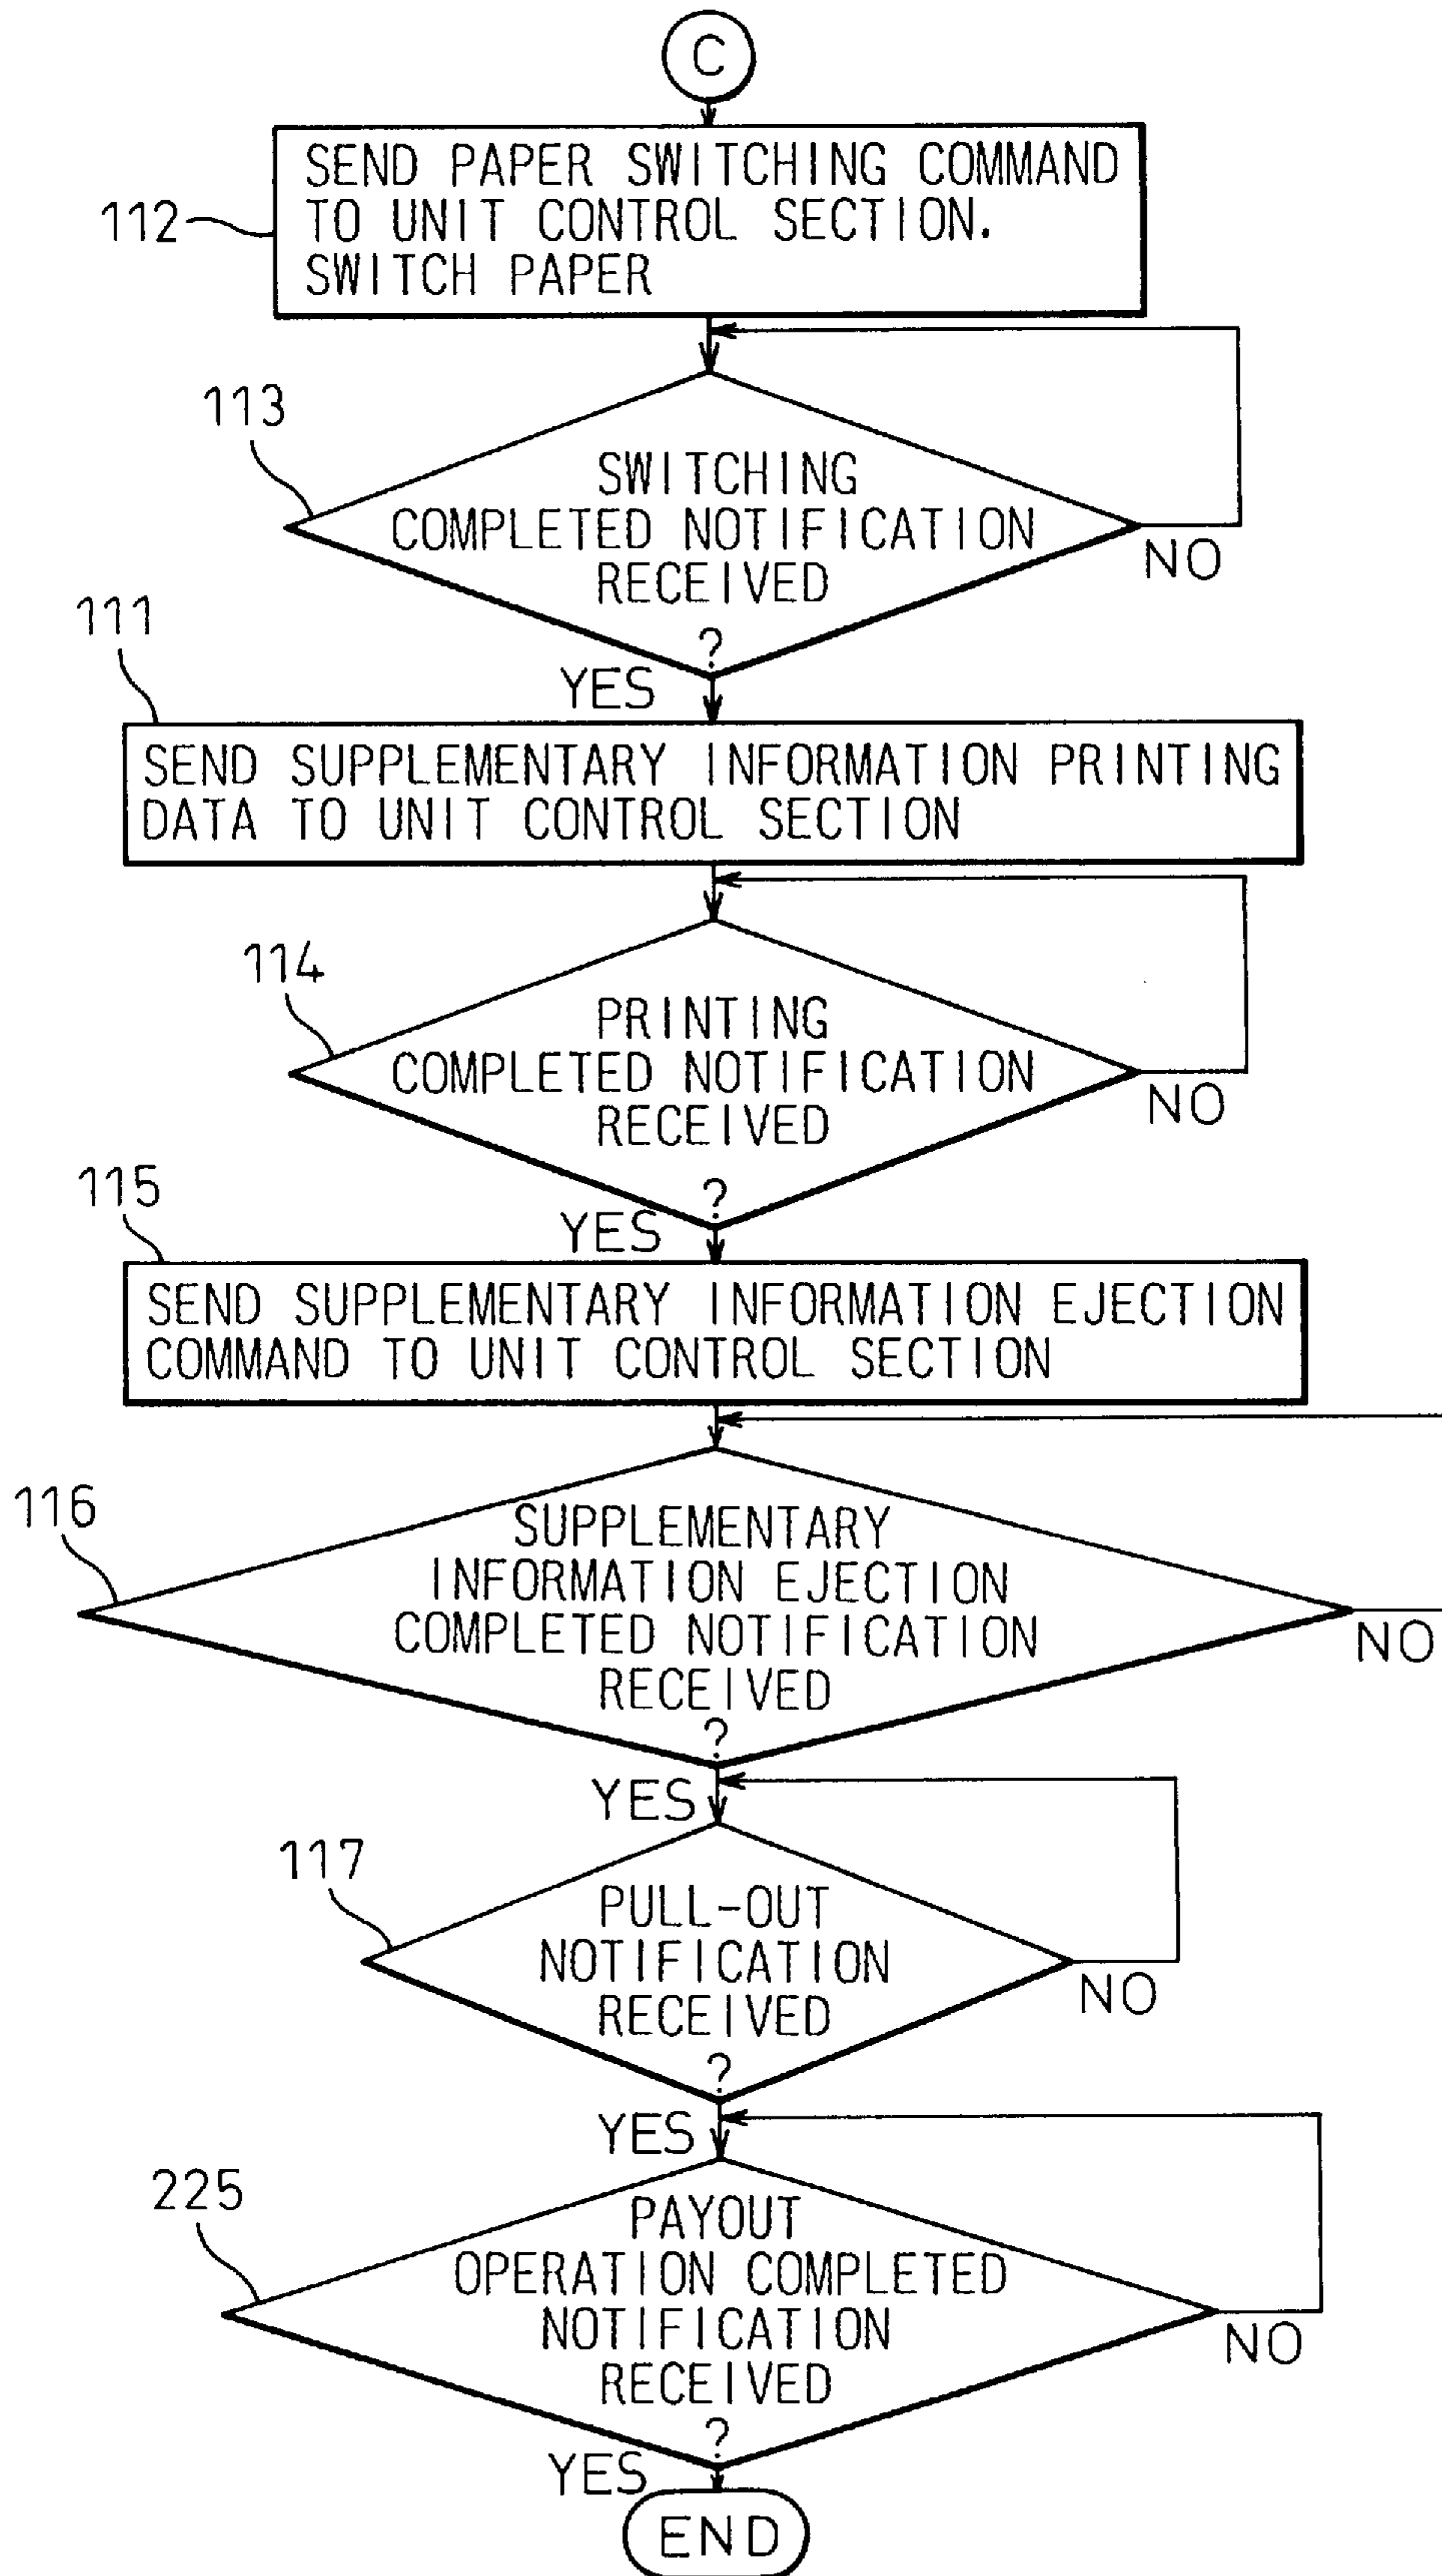 C
112
SEND PAPER SWITCHING COMMAND
TO UNIT CONTROL SECTION.
SWITCH PAPER
113
SWITCHING
COMPLETED NOTIFICATION
RECEIVED
?
NO
YES
111
SEND SUPPLEMENTARY INFORMATION PRINTING
DATA TO UNIT CONTROL SECTION
114
PRINTING
COMPLETED NOTIFICATION
RECEIVED
?
NO
YES
115
SEND SUPPLEMENTARY INFORMATION EJECTION
COMMAND TO UNIT CONTROL SECTION
116
SUPPLEMENTARY
INFORMATION EJECTION
COMPLETED NOTIFICATION
RECEIVED
?
NO
YES
117
PULL-OUT
NOTIFICATION
RECEIVED
?
NO
YES
225
PAYOUT
OPERATION COMPLETED
NOTIFICATION
RECEIVED
?
NO
YES
END